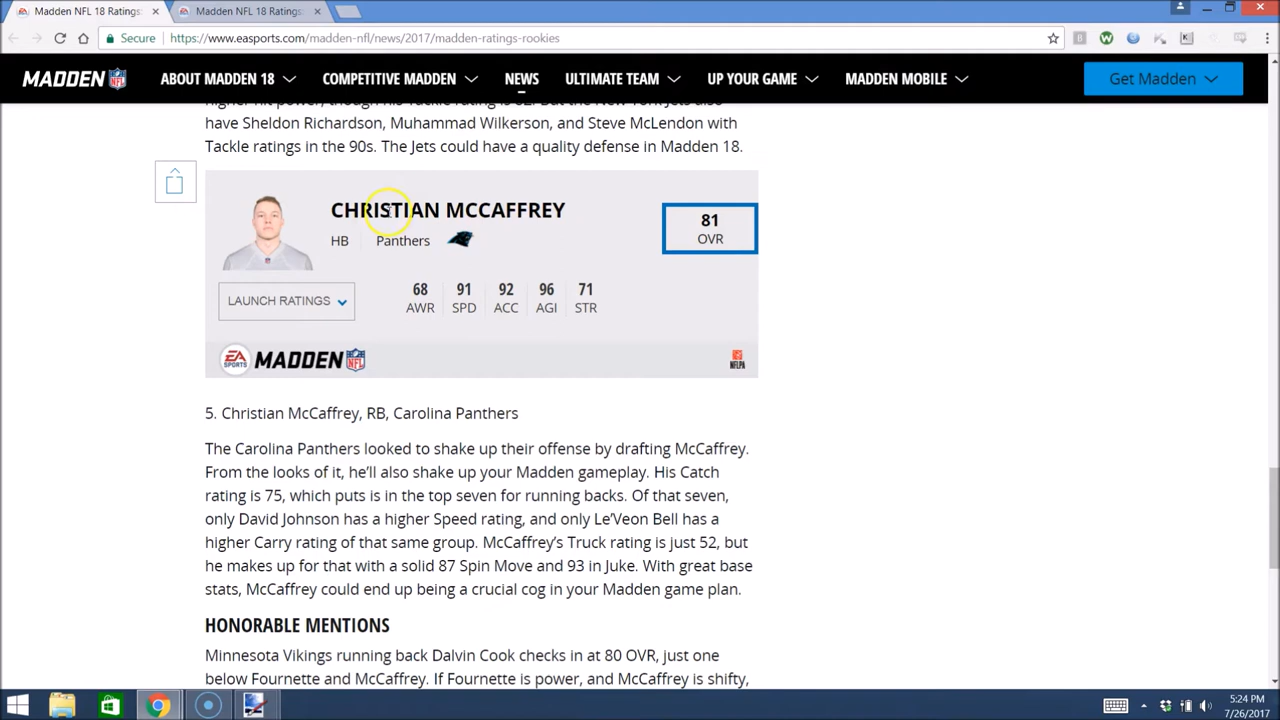 Madden NFL 18 Ratings:
Madden NFL 18 Ratings:
Secure
https://www.easports.com/madden-nfl/news/2017/madden-ratings-rookies
MADDEN NFL ABOUT MADDEN 18 COMPETITIVE MADDEN NEWS ULTIMATE TEAM UP YOUR GAME MADDEN MOBILE Get Madden
have Sheldon Richardson, Muhammad Wilkerson, and Steve McLendon with
Tackle ratings in the 90s. The Jets could have a quality defense in Madden 18.
CHRISTIAN MCCAFFREY
HB Panthers
81
OVR
LAUNCH RATINGS
68 91 92 96 71
AWR SPD ACC AGI STR
EA SPORTS MADDEN NFL
NFLPA
5. Christian McCaffrey, RB, Carolina Panthers
The Carolina Panthers looked to shake up their offense by drafting McCaffrey.
From the looks of it, he’ll also shake up your Madden gameplay. His Catch
rating is 75, which puts is in the top seven for running backs. Of that seven,
only David Johnson has a higher Speed rating, and only Le’Veon Bell has a
higher Carry rating of that same group. McCaffrey’s Truck rating is just 52, but
he makes up for that with a solid 87 Spin Move and 93 in Juke. With great base
stats, McCaffrey could end up being a crucial cog in your Madden game plan.
HONORABLE MENTIONS
Minnesota Vikings running back Dalvin Cook checks in at 80 OVR, just one
below Fournette and McCaffrey. If Fournette is power, and McCaffrey is shifty,
5:24 PM
7/26/2017